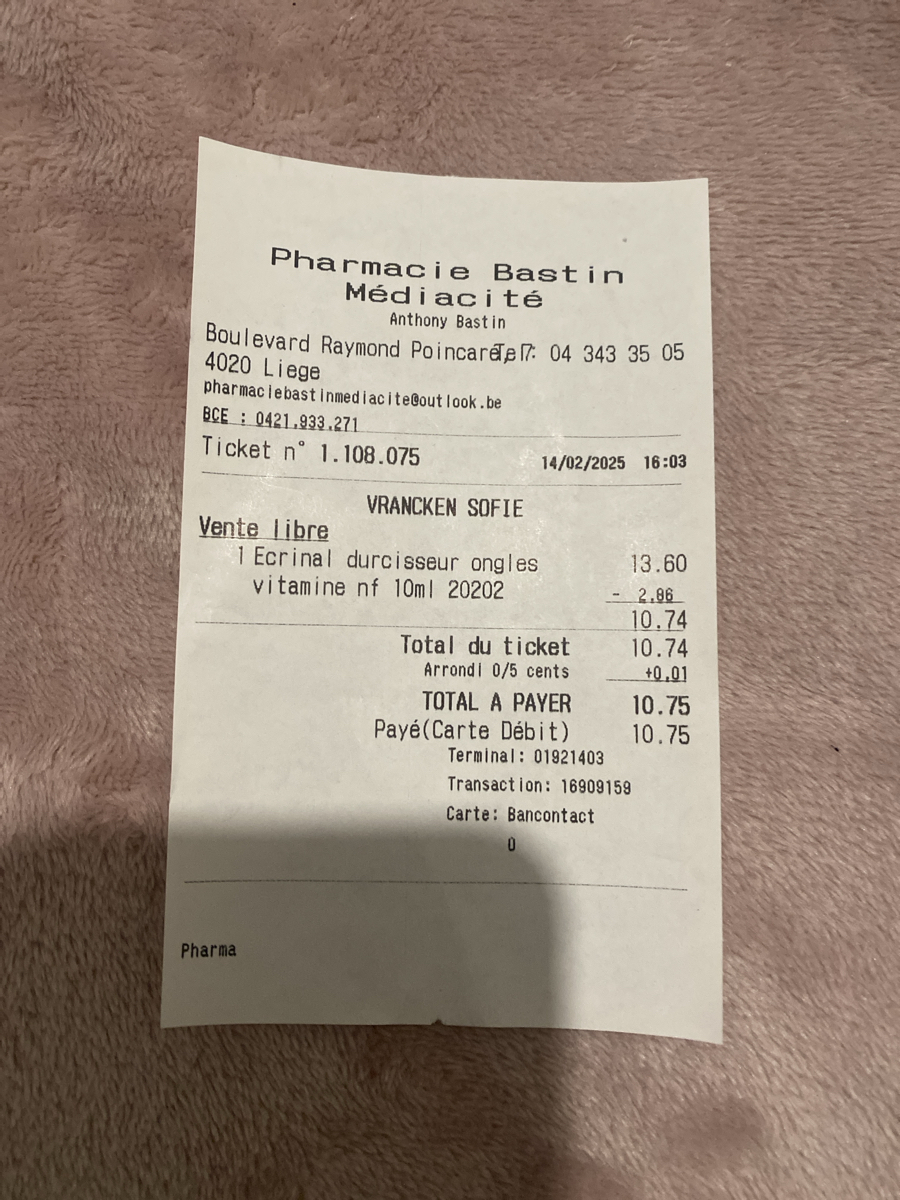 Pharmacie Bastin
Médiacité
Anthony Bastin
Boulevard Raymond Poincaré 7 Tel: 04 343 35 05
4020 Liege
pharmaciebastinmediacite@outlook.be
BCE : 0421.933.271
Ticket n° 1.108.075 14/02/2025 16:03
VRANCKEN SOFIE
Vente libre
1 Ecrinal durcisseur ongles 13.60
vitamine nf 10ml 20202 - 2.86
10.74
Total du ticket 10.74
Arrondi 0/5 cents +0.01
TOTAL A PAYER 10.75
Payé(Carte Débit) 10.75
Terminal: 01921403
Transaction: 16909159
Carte: Bancontact
0
Pharma